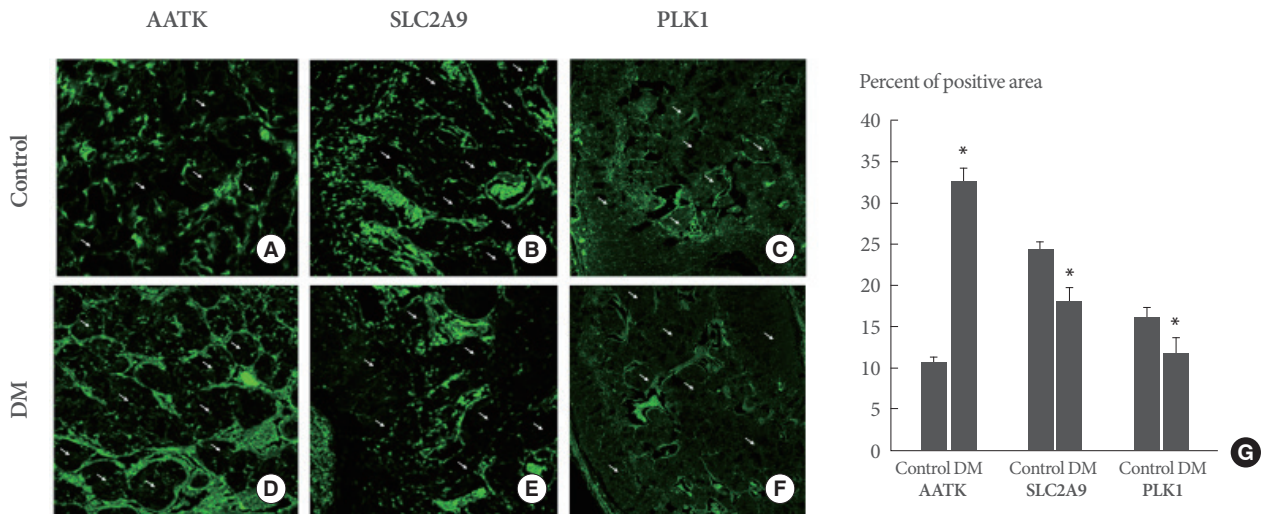 AATK SLC2A9 PLK1
Control
A B C
DM
D E F
Percent of positive area
40
35
30
25
20
15
10
5
0
* * *
Control DM Control DM Control DM
AATK SLC2A9 PLK1
G